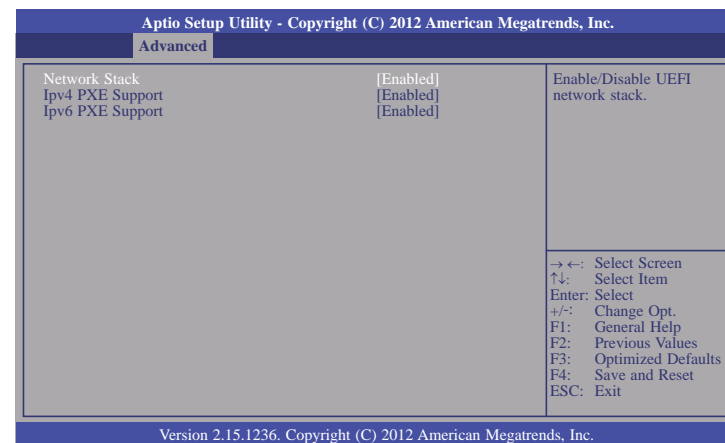 Aptio Setup Utility - Copyright (C) 2012 American Megatrends, Inc.
Advanced
Network Stack [Enabled]
Ipv4 PXE Support [Enabled]
Ipv6 PXE Support [Enabled]
Enable/Disable UEFI
network stack.
→←: Select Screen
↑↓: Select Item
Enter: Select
+/-: Change Opt.
F1: General Help
F2: Previous Values
F3: Optimized Defaults
F4: Save and Reset
ESC: Exit
Version 2.15.1236. Copyright (C) 2012 American Megatrends, Inc.